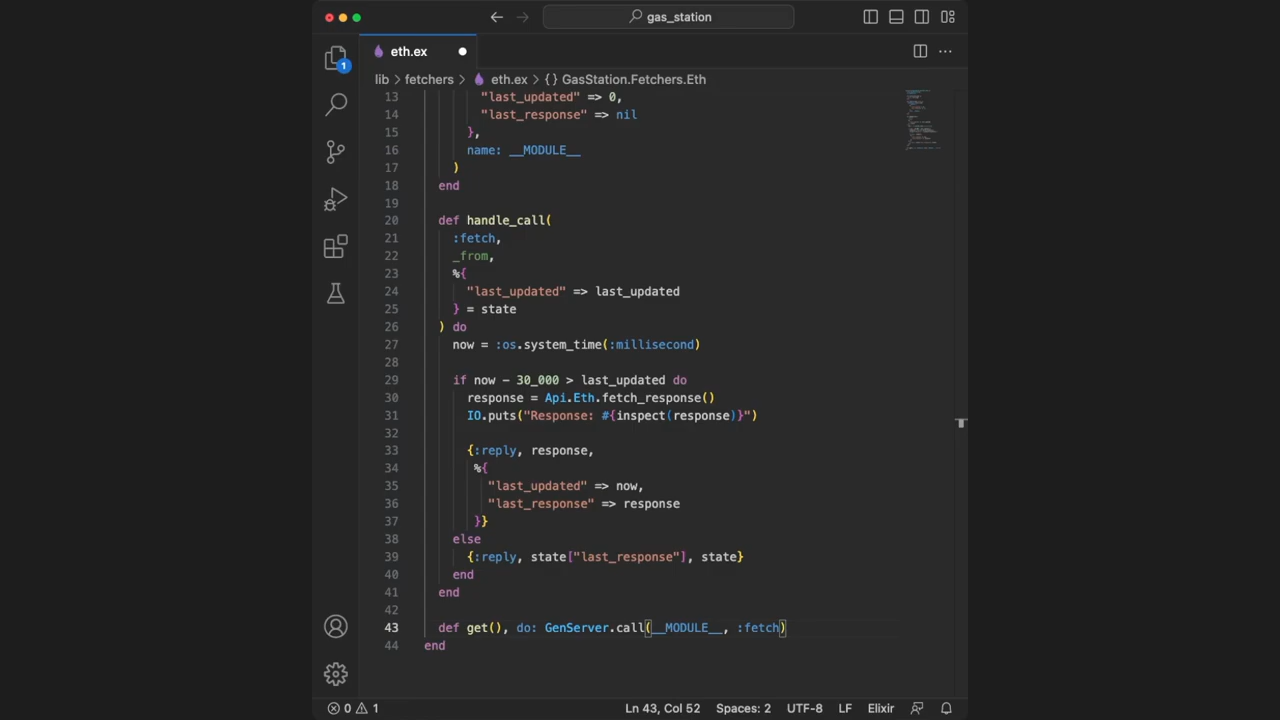 gas_station
eth.ex
lib > fetchers > eth.ex > {} GasStation.Fetchers.Eth
1
13 "last_updated" => 0,
14 "last_response" => nil
15 },
16 name: __MODULE__
17 )
18 end
19
20 def handle_call(
21 :fetch,
22 _from,
23 %{
24 "last_updated" => last_updated
25 } = state
26 ) do
27 now = :os.system_time(:millisecond)
28
29 if now - 30_000 > last_updated do
30 response = Api.Eth.fetch_response()
31 IO.puts("Response: #{inspect(response)}")
32
33 {:reply, response,
34 %{
35 "last_updated" => now,
36 "last_response" => response
37 }}
38 else
39 {:reply, state["last_response"], state}
40 end
41 end
42
43 def get(), do: GenServer.call(__MODULE__, :fetch)
44 end
0 1 Ln 43, Col 52 Spaces: 2 UTF-8 LF Elixir